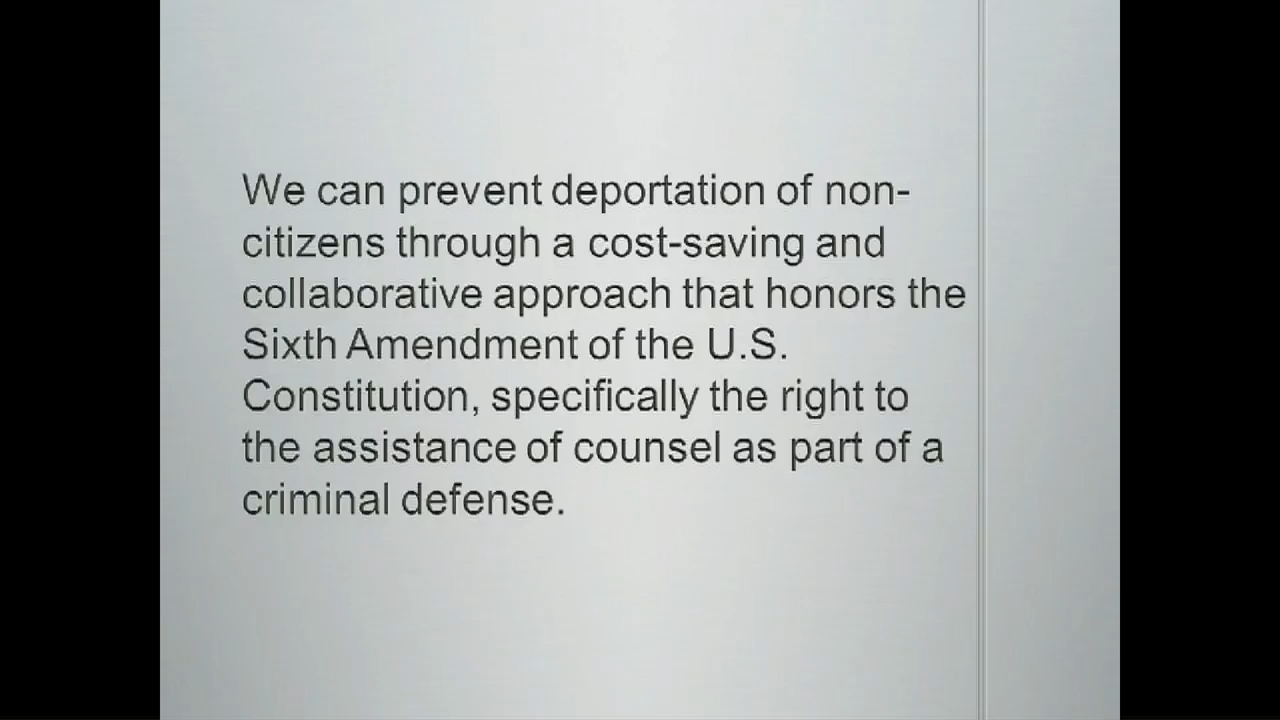 We can prevent deportation of non-
citizens through a cost-saving and
collaborative approach that honors the
Sixth Amendment of the U.S.
Constitution, specifically the right to
the assistance of counsel as part of a
criminal defense.